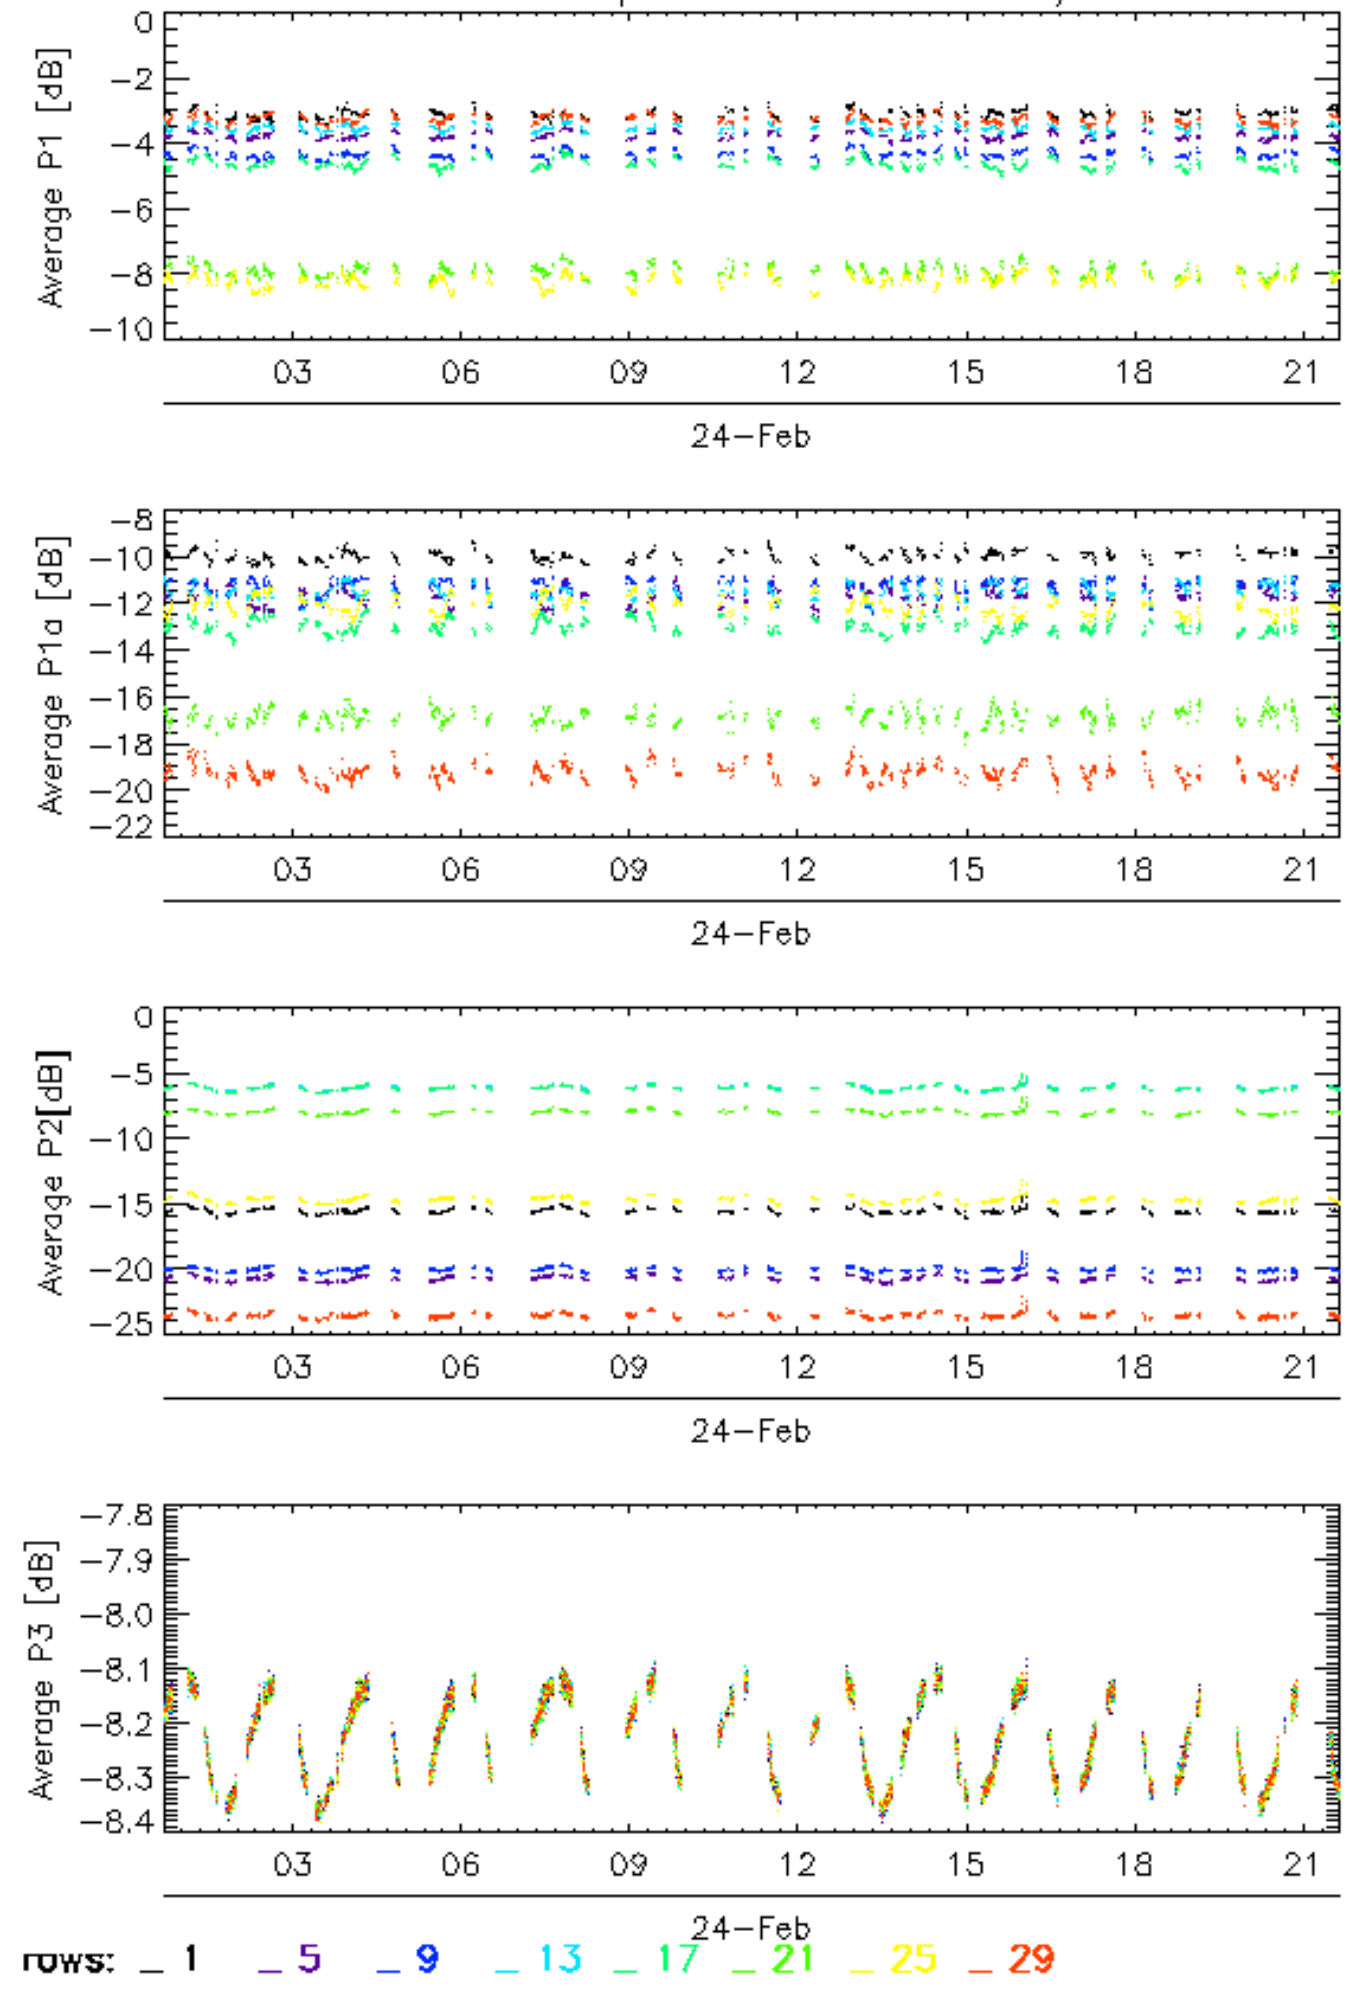 0
−2
−4
−6
−8
−10
Average P1 [dB]
03 06 09 12 15 18 21
24−Feb
−8
−10
−12
−14
−16
−18
−20
−22
Average P1a [dB]
03 06 09 12 15 18 21
24−Feb
0
−5
−10
−15
−20
−25
Average P2[dB]
03 06 09 12 15 18 21
24−Feb
−7.8
−7.9
−8.0
−8.1
−8.2
−8.3
−8.4
Average P3 [dB]
03 06 09 12 15 18 21
24−Feb
rows: _ 1 _ 5 _ 9 _ 13 _ 17 _ 21 _ 25 _ 29